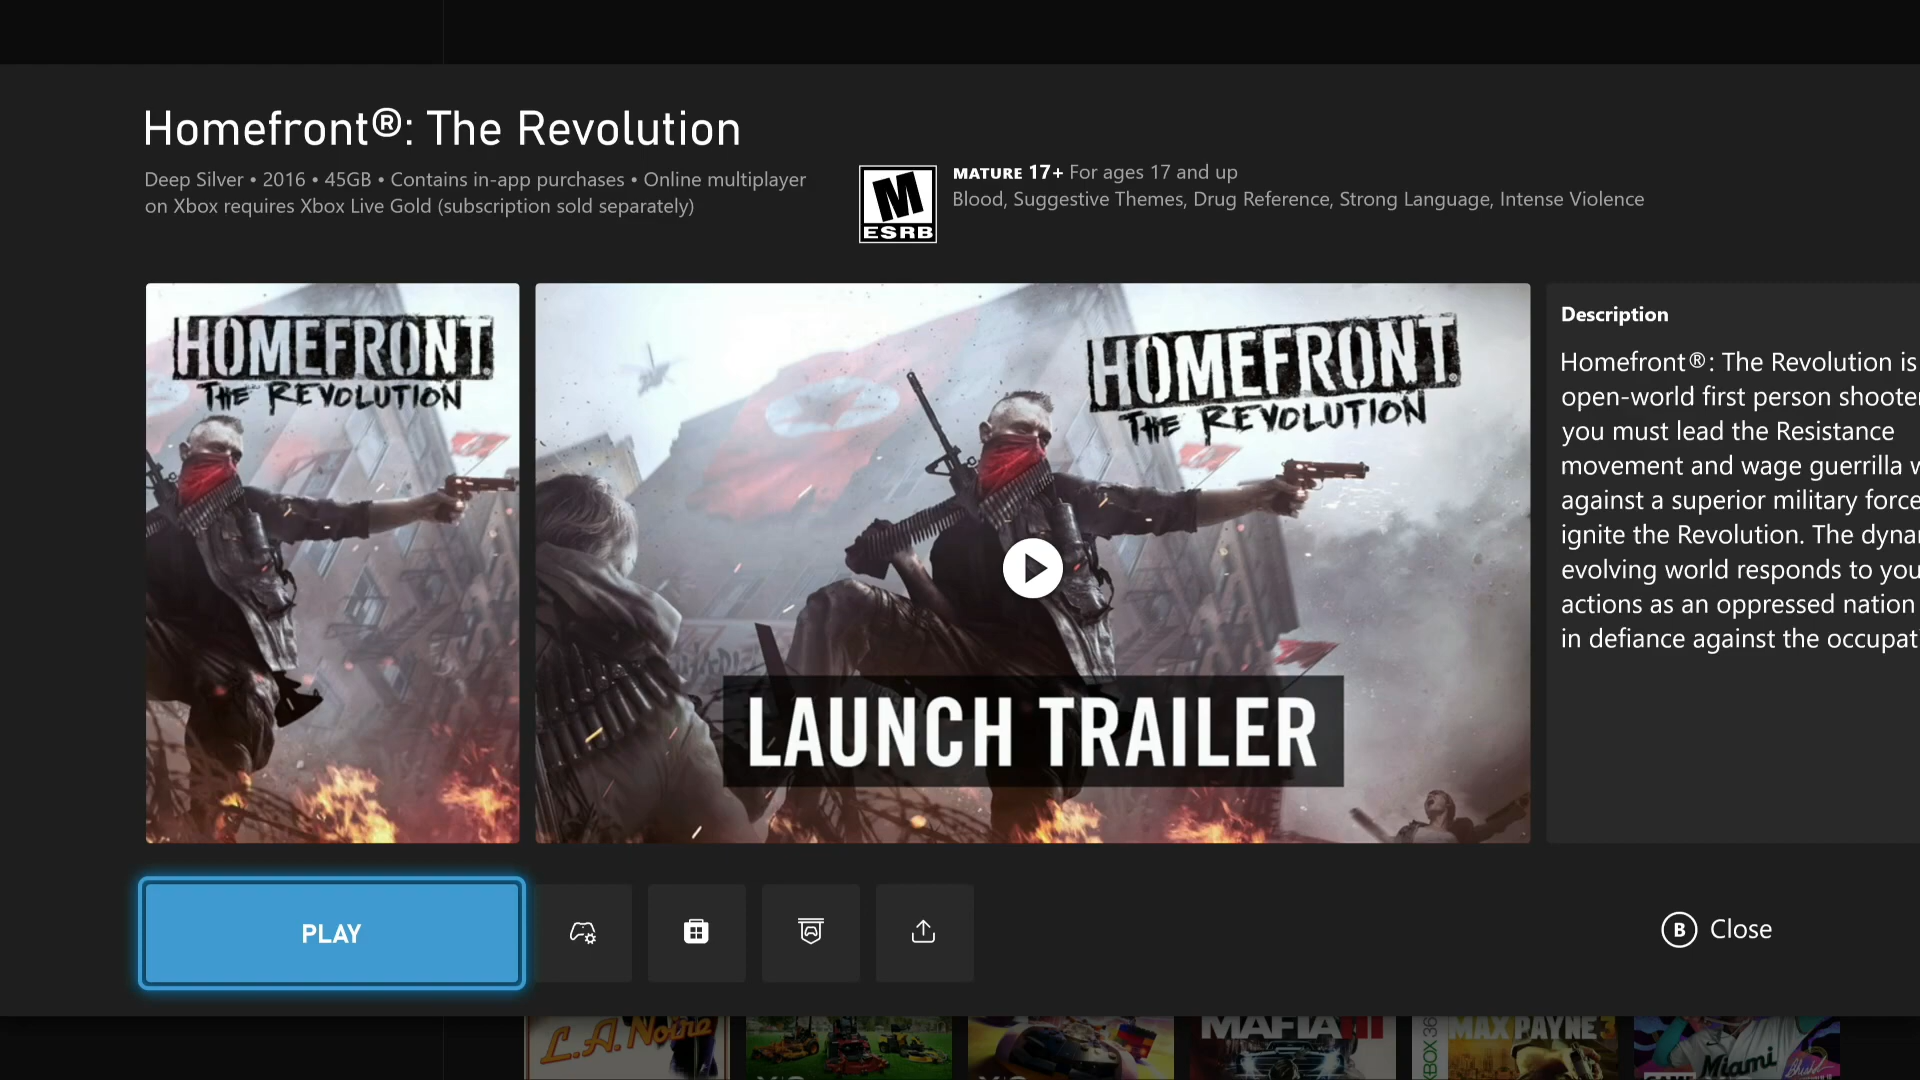 Homefront®: The Revolution
Deep Silver • 2016 • 45GB • Contains in-app purchases • Online multiplayer
on Xbox requires Xbox Live Gold (subscription sold separately)
M
ESRB
MATURE 17+ For ages 17 and up
Blood, Suggestive Themes, Drug Reference, Strong Language, Intense Violence
HOMEFRONT
THE REVOLUTION
HOMEFRONT®
THE REVOLUTION
LAUNCH TRAILER
Description
Homefront®: The Revolution is
open-world first person shoote
you must lead the Resistance
movement and wage guerrilla w
against a superior military force
ignite the Revolution. The dyna
evolving world responds to you
actions as an oppressed nation
in defiance against the occupat
PLAY
B Close
L.A. Noire
MAFIA III
XBOX 36
MAX PAYNE 3
Miami